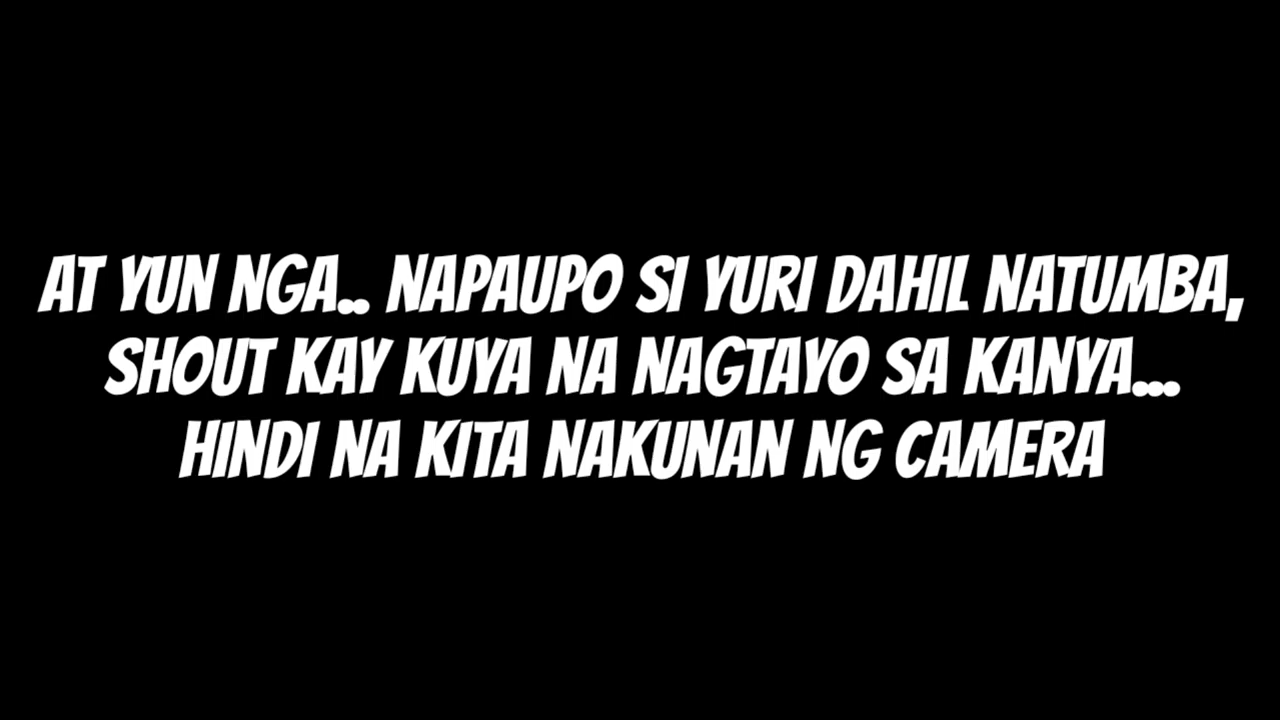 AT YUN NGA.. NAPAUPO SI YURI DAHIL NATUMBA,
SHOUT KAY KUYA NA NAGTAYO SA KANYA...
HINDI NA KITA NAKUNAN NG CAMERA